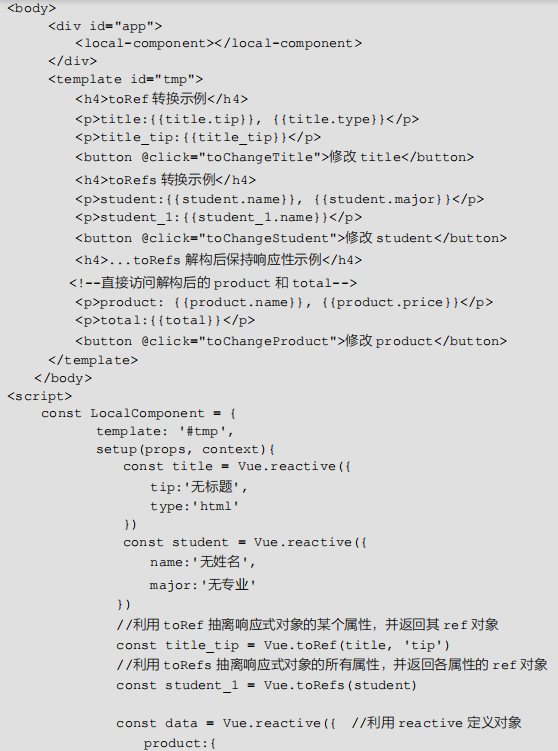 <body>
<div id="app">
<local-component></local-component>
</div>
<template id="tmp">
<h4>toRef 转换示例</h4>
<p>title:{{title.tip}}, {{title.type}}</p>
<p>title_tip:{{title_tip}}</p>
<button @click="toChangeTitle">修改 title</button>
<h4>toRefs 转换示例</h4>
<p>student:{{student.name}}, {{student.major}}</p>
<p>student_1:{{student_1.name}}</p>
<button @click="toChangeStudent">修改 student</button>
<h4>...toRefs 解构后保持响应性示例</h4>
<!--直接访问解构后的 product 和 total-->
<p>product: {{product.name}}, {{product.price}}</p>
<p>total:{{total}}</p>
<button @click="toChangeProduct">修改 product</button>
</template>
</body>
<script>
const LocalComponent = {
template: '#tmp',
setup(props, context){
const title = Vue.reactive({
tip:'无标题',
type:'html'
})
const student = Vue.reactive({
name:'无姓名',
major:'无专业'
})
//利用 toRef 抽离响应式对象的某个属性，并返回其 ref 对象
const title_tip = Vue.toRef(title, 'tip')
//利用 toRefs 抽离响应式对象的所有属性，并返回各属性的 ref 对象
const student_1 = Vue.toRefs(student)
const data = Vue.reactive({ //利用 reactive 定义对象
product:{